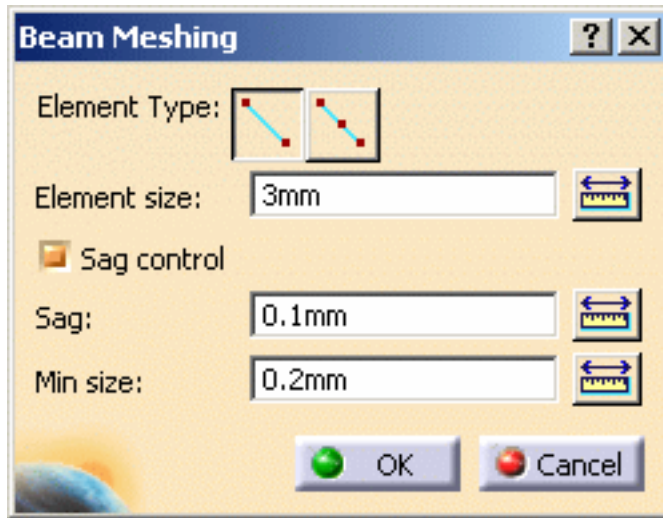 Beam Meshing ? X
Element Type:
Element size: 3mm
Sag control
Sag: 0.1mm
Min size: 0.2mm
OK Cancel